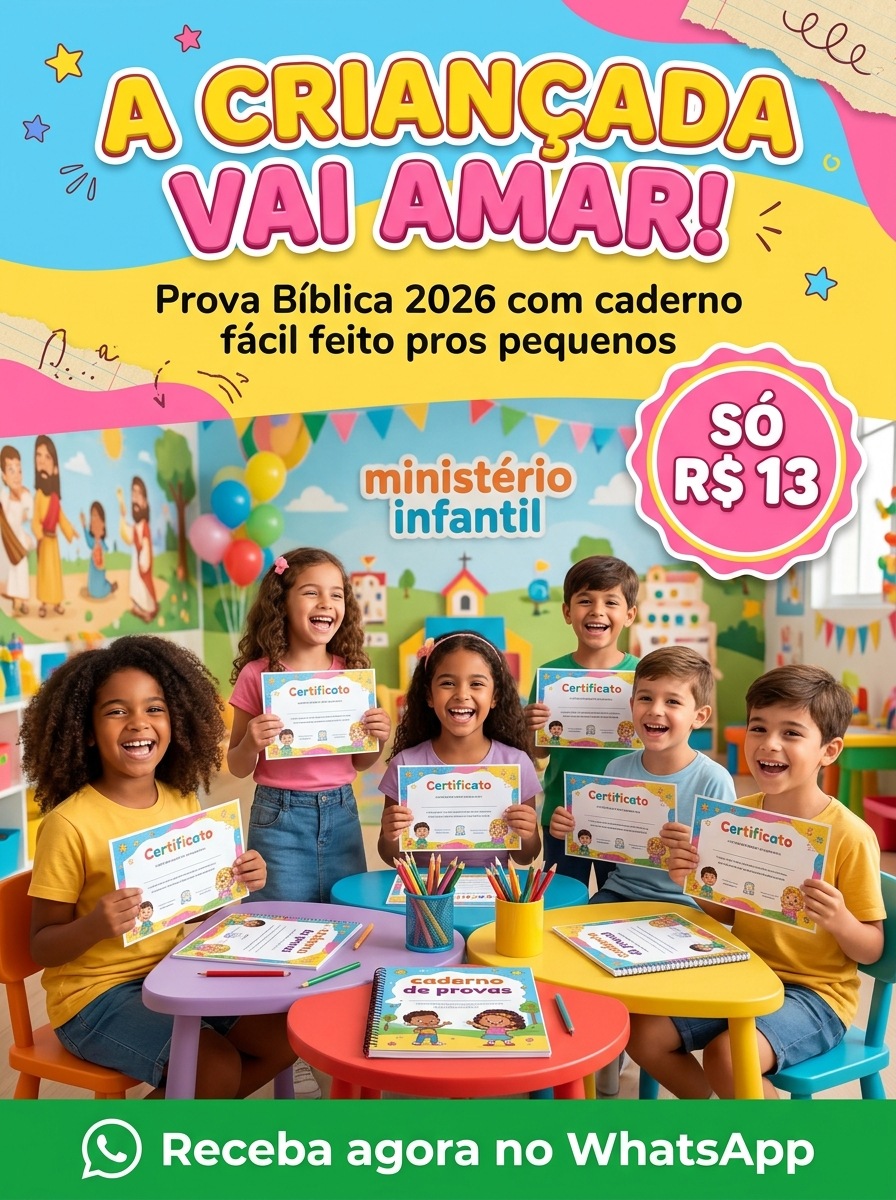 A CRIANÇADA
VAI AMAR!
Prova Bíblica 2026 com caderno
fácil feito pros pequenos
SÓ
R$ 13
ministério
infantil
Certificato
Certificato
Certificato
Certificato
Certificato
Certificato
caderno
de provas
Receba agora no WhatsApp